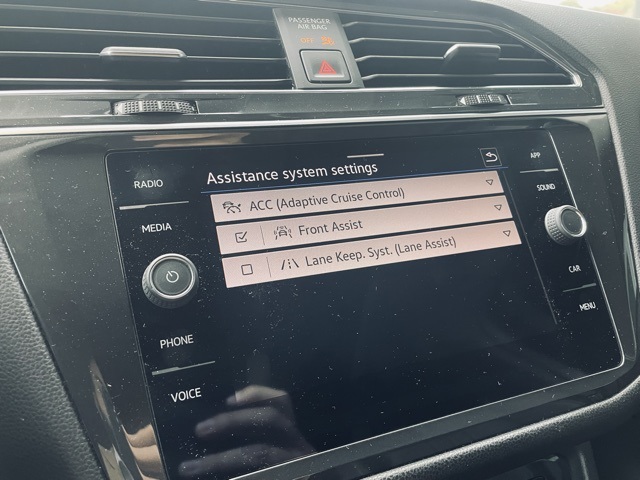 PASSENGER
AIR BAG
OFF
RADIO
MEDIA
PHONE
VOICE
Assistance system settings
ACC (Adaptive Cruise Control)
Front Assist
Lane Keep. Syst. (Lane Assist)
APP
SOUND
CAR
MENU